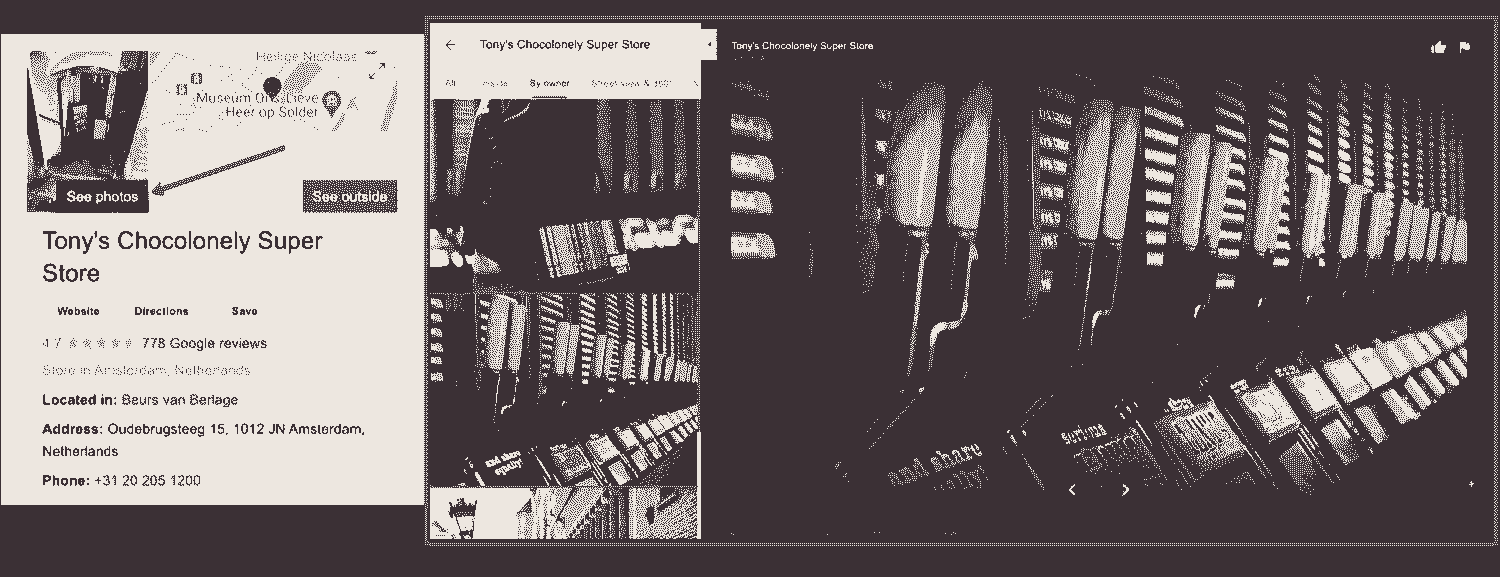 Heilige Nicolaas
Museum Ons' Lieve
Heer op Solder
See photos
See outside
Tony's Chocolonely Super
Store
Website
Directions
Save
4.7
778 Google reviews
Store in Amsterdam, Netherlands
Located in: Beurs van Berlage
Address: Oudebrugsteeg 15, 1012 JN Amsterdam,
Netherlands
Phone: +31 20 205 1200
Tony's Chocolonely Super Store
All
Inside
By owner
Street View & 360°
and share
equally!
Tony's Chocolonely Super Store
and share